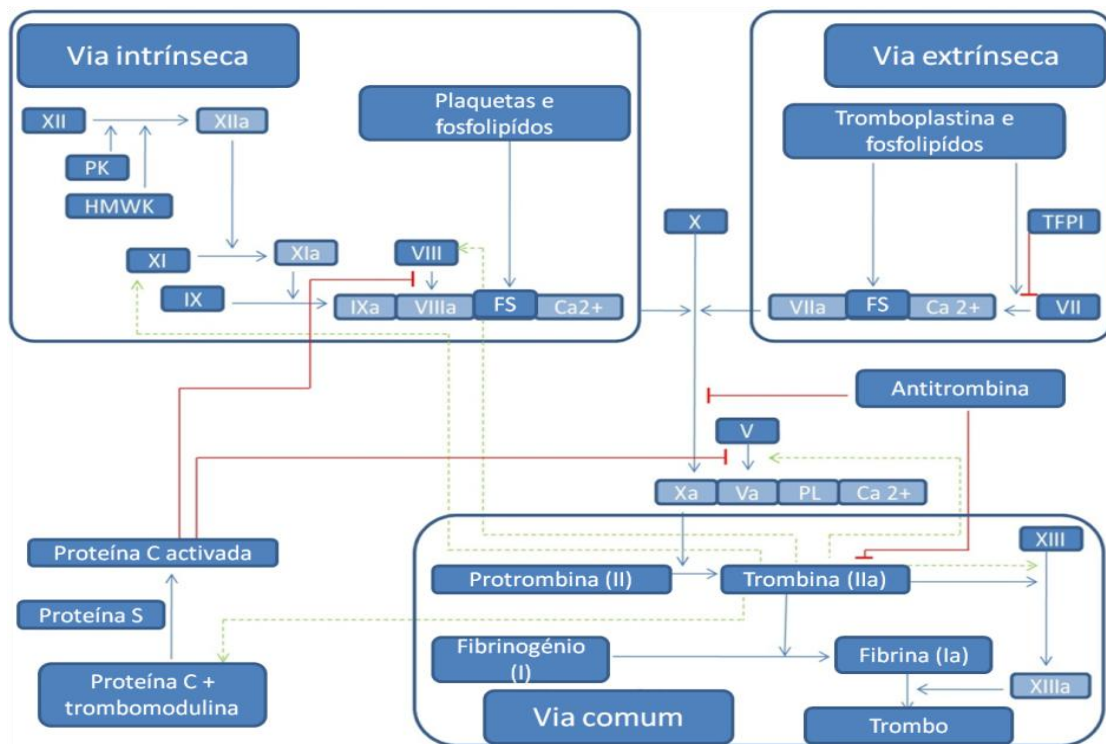 Via intrínseca
XII
XIIa
PK
HMWK
Plaquetas e
fosfolipídos
XI
XIa
VIII
IX
IXa
VIIIa
FS
Ca2+
Via extrínseca
Tromboplastina e
fosfolipídos
X
TFPI
VIIa
FS
Ca 2+
VII
Antitrombina
V
Xa
Va
PL
Ca 2+
Proteína C activada
Proteína S
Proteína C +
trombomodulina
XIII
Protrombina (II)
Trombina (IIa)
Fibrinogénio
(I)
Fibrina (Ia)
XIIIa
Via comum
Trombo